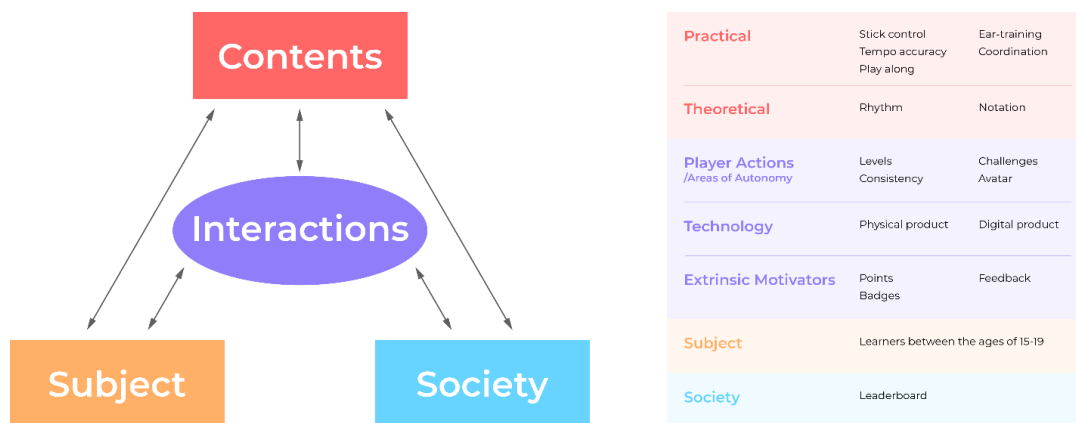 Contents
Interactions
Subject
Society
Practical
Stick control
Ear-training
Tempo accuracy
Coordination
Play along
Theoretical
Rhythm
Notation
Player Actions
/Areas of Autonomy
Levels
Challenges
Consistency
Avatar
Technology
Physical product
Digital product
Extrinsic Motivators
Points
Feedback
Badges
Subject
Learners between the ages of 15-19
Society
Leaderboard